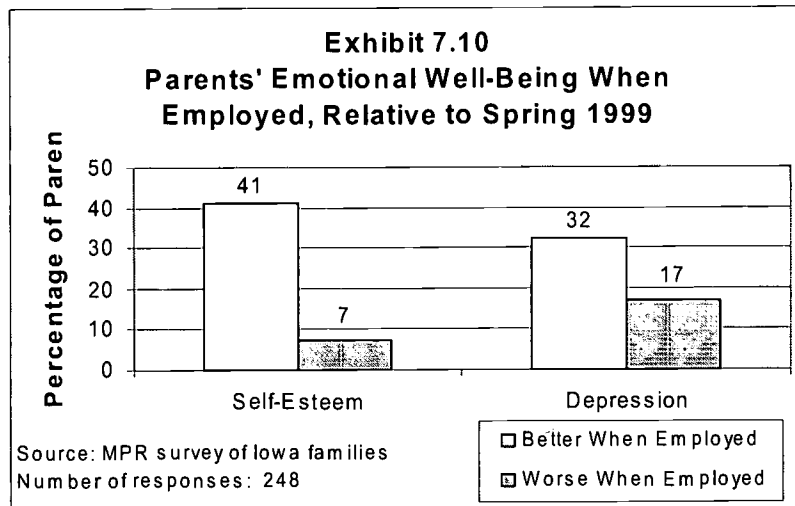 Exhibit 7.10
Parents' Emotional Well-Being When
Employed, Relative to Spring 1999
Percentage of Paren
50
40
30
20
10
0
41
7
32
17
Self-Esteem
Depression
Source: MPR survey of Iowa families
Number of responses: 248
Better When Employed
Worse When Employed